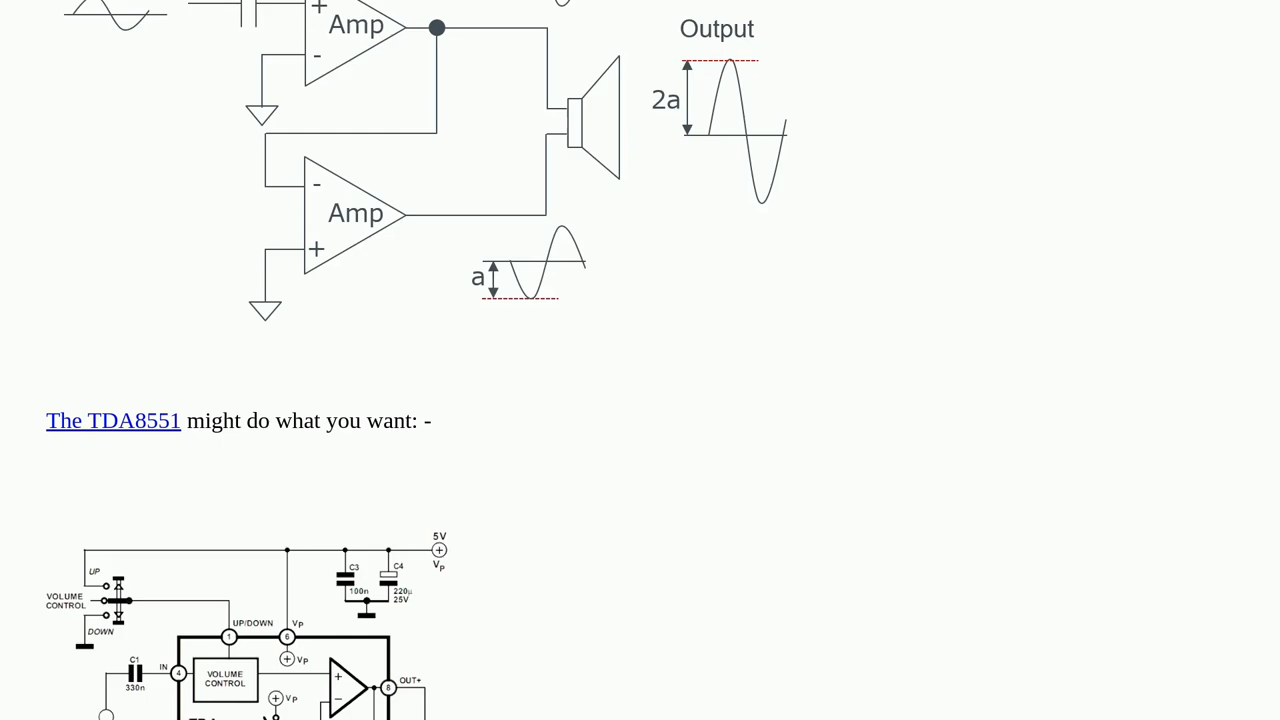 +
Amp
-
Output
2a
-
Amp
+
a
The TDA8551 might do what you want: -
5V
VP
UP
VOLUME
CONTROL
DOWN
C3
100n
C4
220μ
25V
UP/DOWN
VP
1
6
VP
C1
330n
IN
4
VOLUME
CONTROL
+
−
8
OUT+
VP